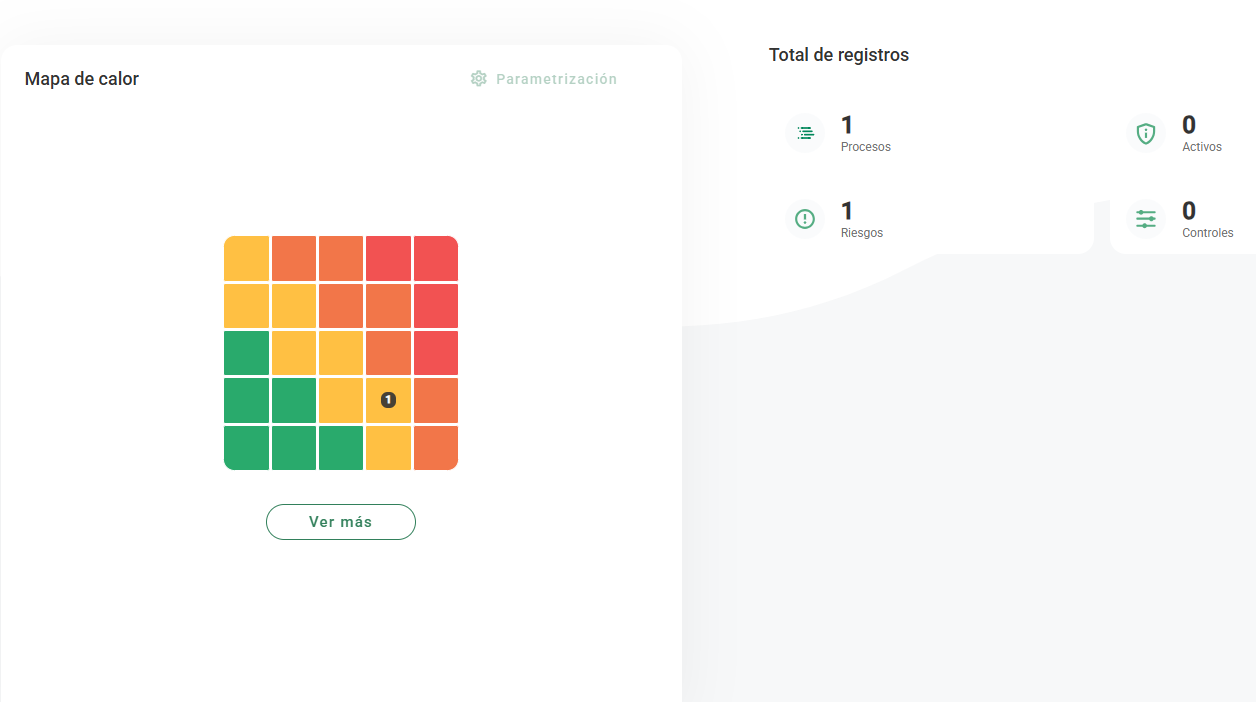 Mapa de calor
Parametrización
1
Ver más
Total de registros
1
Procesos
0
Activos
1
Riesgos
0
Controles